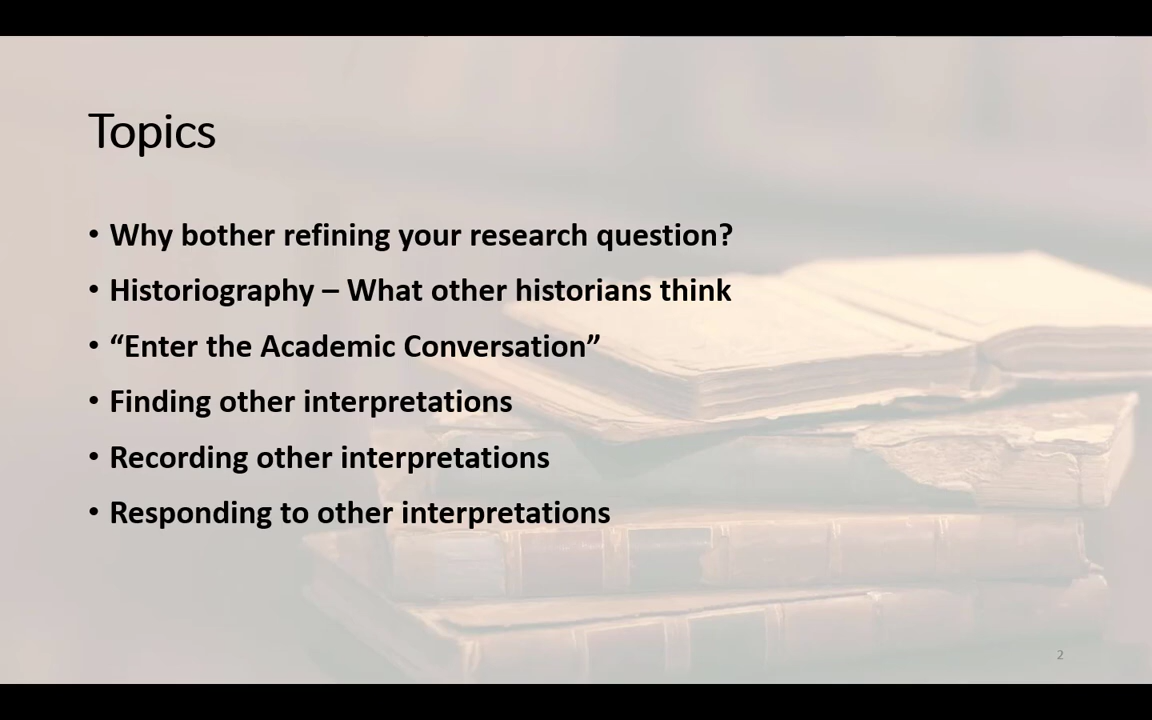 Topics
• Why bother refining your research question?
• Historiography – What other historians think
• “Enter the Academic Conversation”
• Finding other interpretations
• Recording other interpretations
• Responding to other interpretations
2